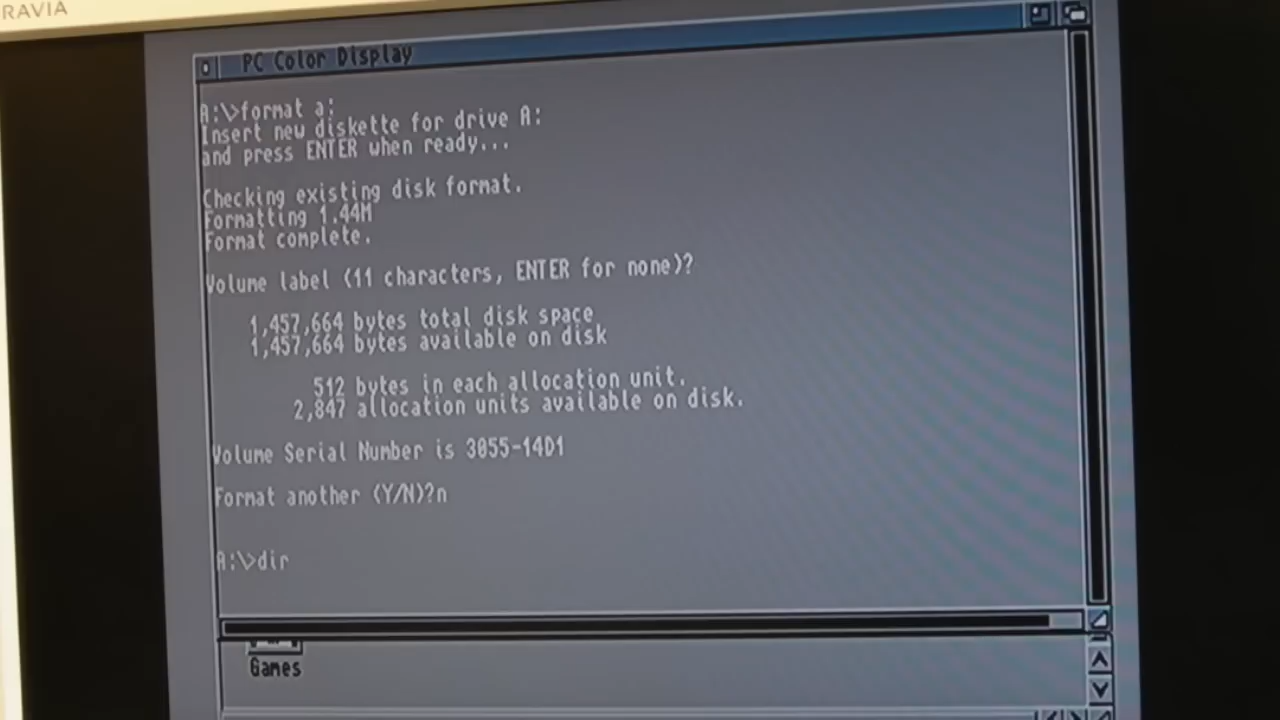 RAVIA
PC Color Display
A:\>format a:
Insert new diskette for drive A:
and press ENTER when ready...
Checking existing disk format.
Formatting 1.44M
Format complete.
Volume label (11 characters, ENTER for none)?
1,457,664 bytes total disk space
1,457,664 bytes available on disk
512 bytes in each allocation unit.
2,847 allocation units available on disk.
Volume Serial Number is 3055-14D1
Format another (Y/N)?n
A:\>dir
Games